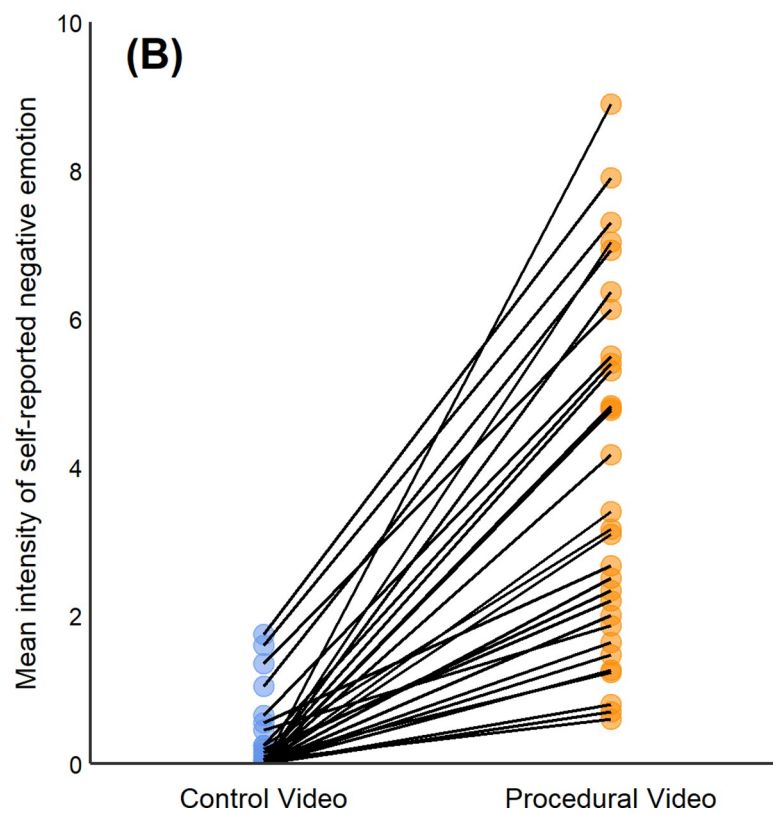 (B)
Mean intensity of self-reported negative emotion
10
8
6
4
2
0
Control Video
Procedural Video